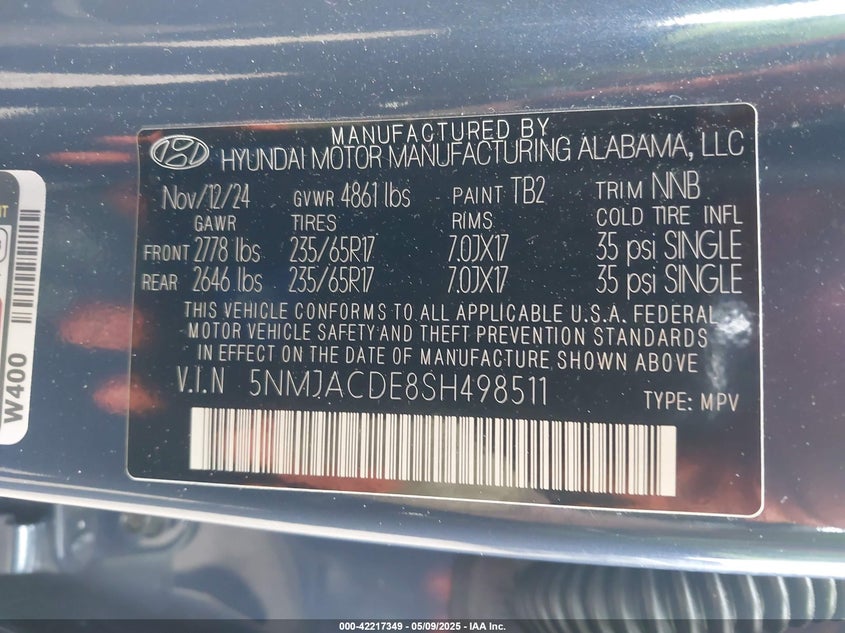 MANUFACTURED BY
HYUNDAI MOTOR MANUFACTURING ALABAMA, LLC
Nov/12/24 GVWR 4861 lbs PAINT TB2 TRIM NNB
GAWR TIRES RIMS COLD TIRE INFL
FRONT 2778 lbs 235/65R17 7.0JX17 35 psi SINGLE
REAR 2646 lbs 235/65R17 7.0JX17 35 psi SINGLE
THIS VEHICLE CONFORMS TO ALL APPLICABLE U.S.A. FEDERAL
MOTOR VEHICLE SAFETY AND THEFT PREVENTION STANDARDS
IN EFFECT ON THE DATE OF MANUFACTURE SHOWN ABOVE
V.I.N 5NMJACDE8SH498511 TYPE: MPV
W400
000-42217349 - 05/09/2025 - IAA Inc.